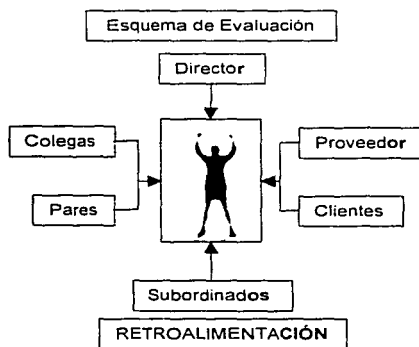 Esquema de Evaluación
Director
Colegas
Proveedor
Pares
Clientes
Subordinados
RETROALIMENTACIÓN